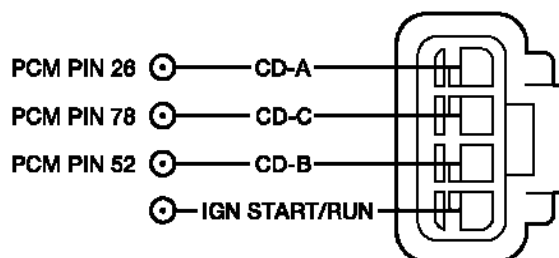 PCM PIN 26 CD-A
PCM PIN 78 CD-C
PCM PIN 52 CD-B
IGN START/RUN